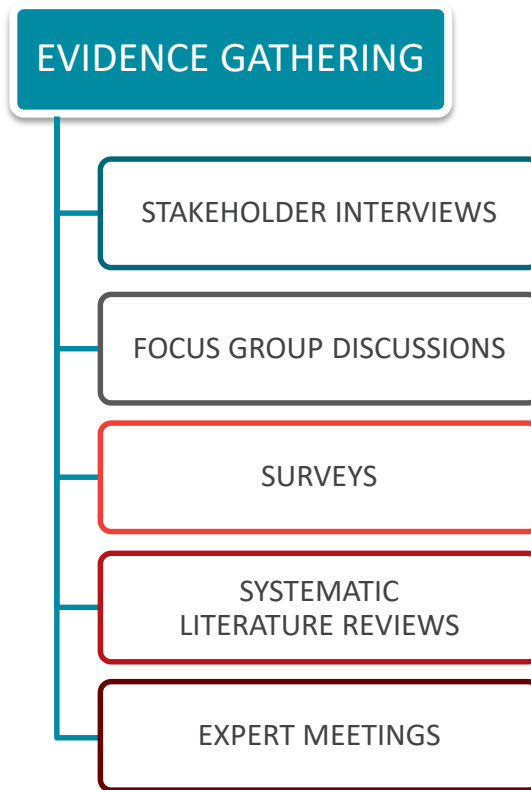 EVIDENCE GATHERING
STAKEHOLDER INTERVIEWS
FOCUS GROUP DISCUSSIONS
SURVEYS
SYSTEMATIC
LITERATURE REVIEWS
EXPERT MEETINGS